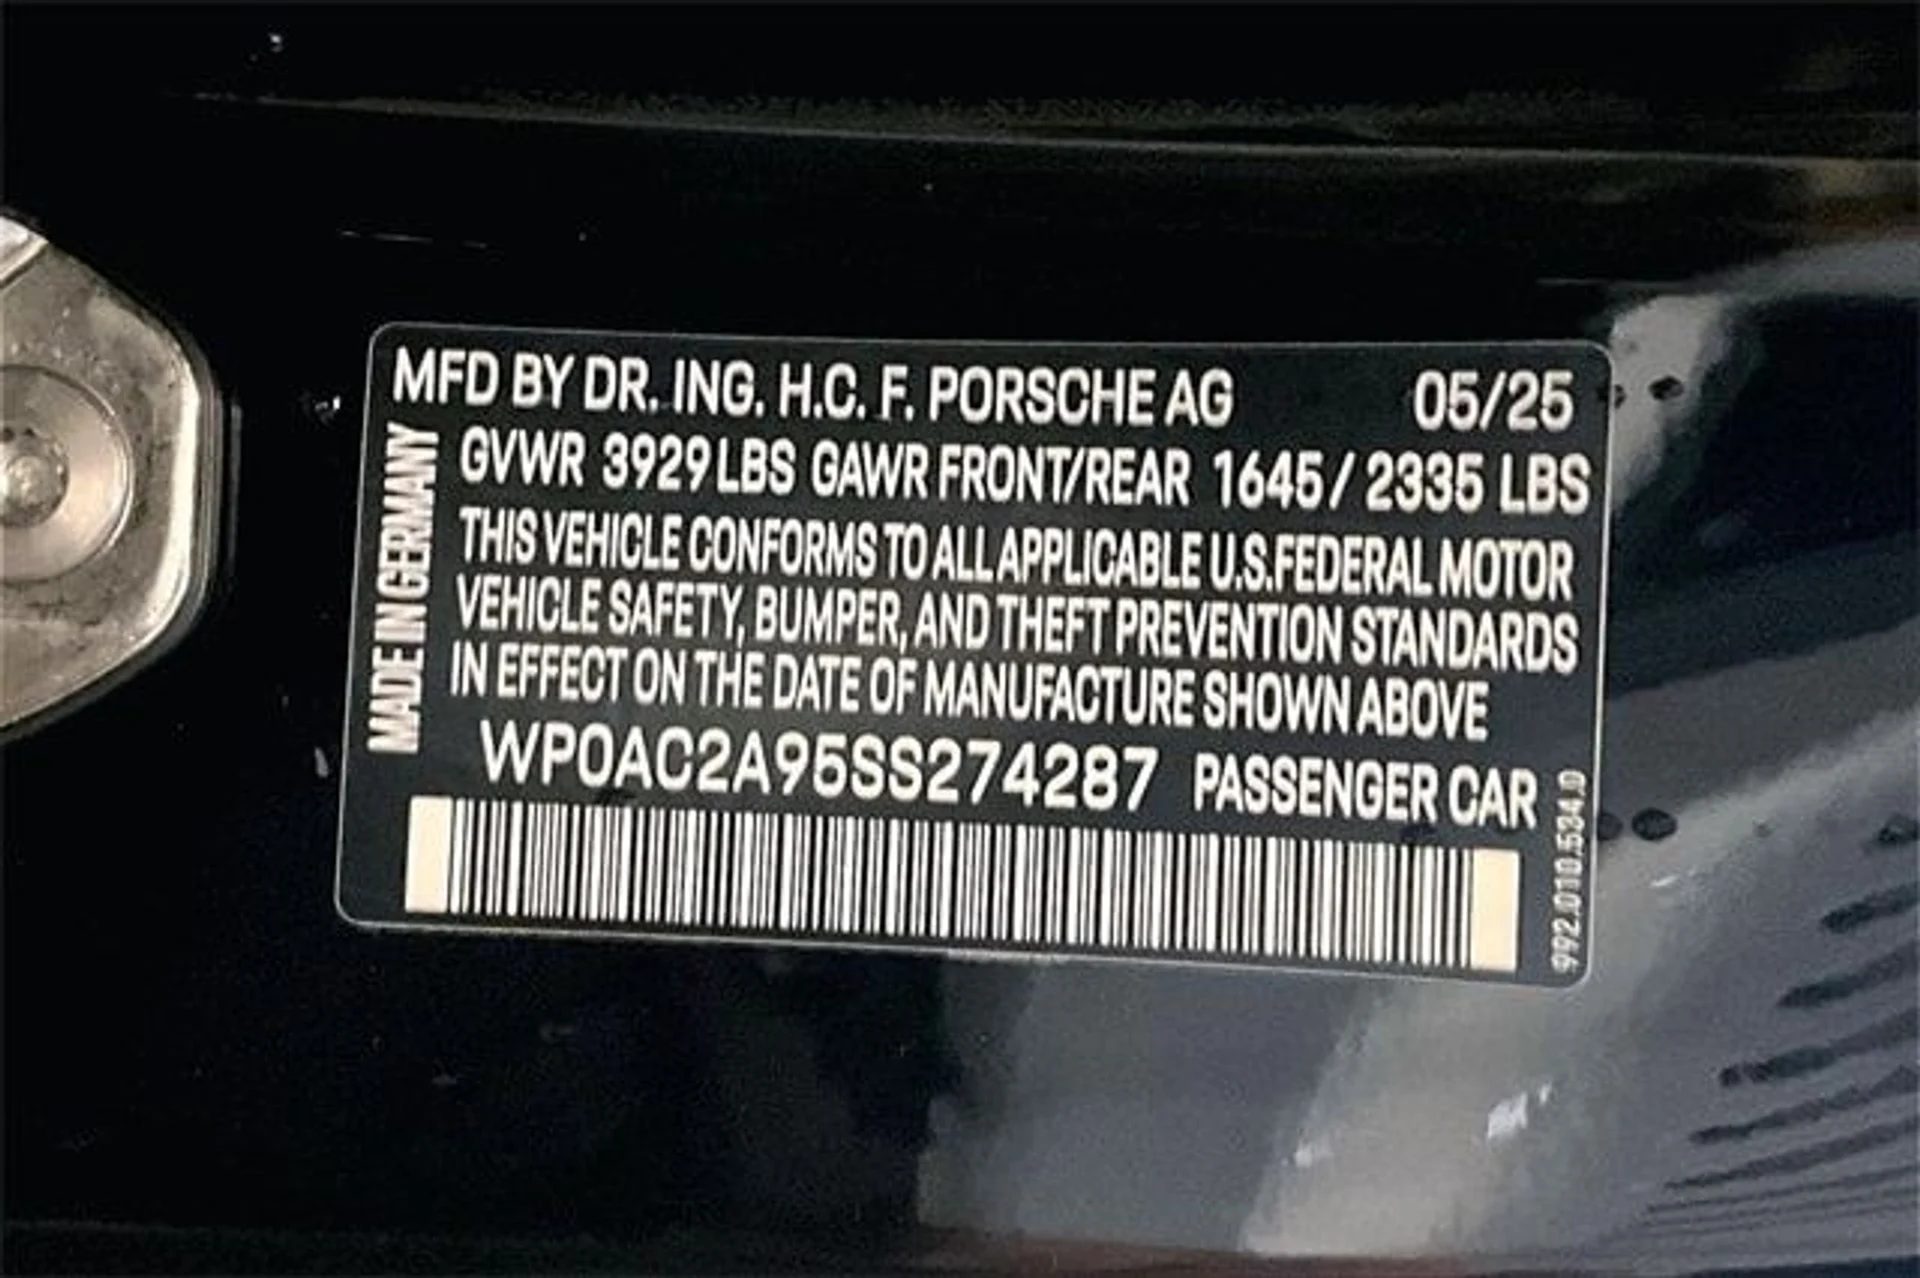 MFD BY DR. ING. H.C. F. PORSCHE AG 05/25
GVWR 3929 LBS GAWR FRONT/REAR 1645/ 2335 LBS
THIS VEHICLE CONFORMS TO ALL APPLICABLE U.S.FEDERAL MOTOR
VEHICLE SAFETY, BUMPER, AND THEFT PREVENTION STANDARDS
IN EFFECT ON THE DATE OF MANUFACTURE SHOWN ABOVE
WP0AC2A95SS274287 PASSENGER CAR
MADE IN GERMANY
992.010.534.0